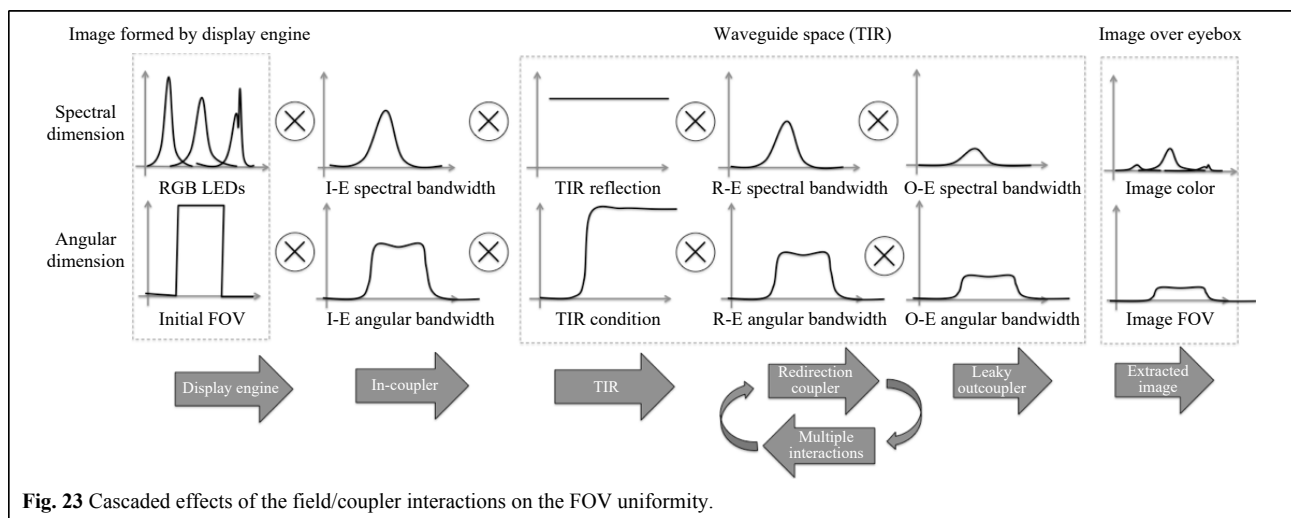 Image formed by display engine
Waveguide space (TIR)
Image over eyebox
Spectral
dimension
RGB LEDs
I-E spectral bandwidth
TIR reflection
R-E spectral bandwidth
O-E spectral bandwidth
Image color
Angular
dimension
Initial FOV
I-E angular bandwidth
TIR condition
R-E angular bandwidth
O-E angular bandwidth
Image FOV
Display engine
In-coupler
TIR
Redirection
coupler
Leaky
outcoupler
Extracted
image
Multiple
interactions
Fig. 23 Cascaded effects of the field/coupler interactions on the FOV uniformity.